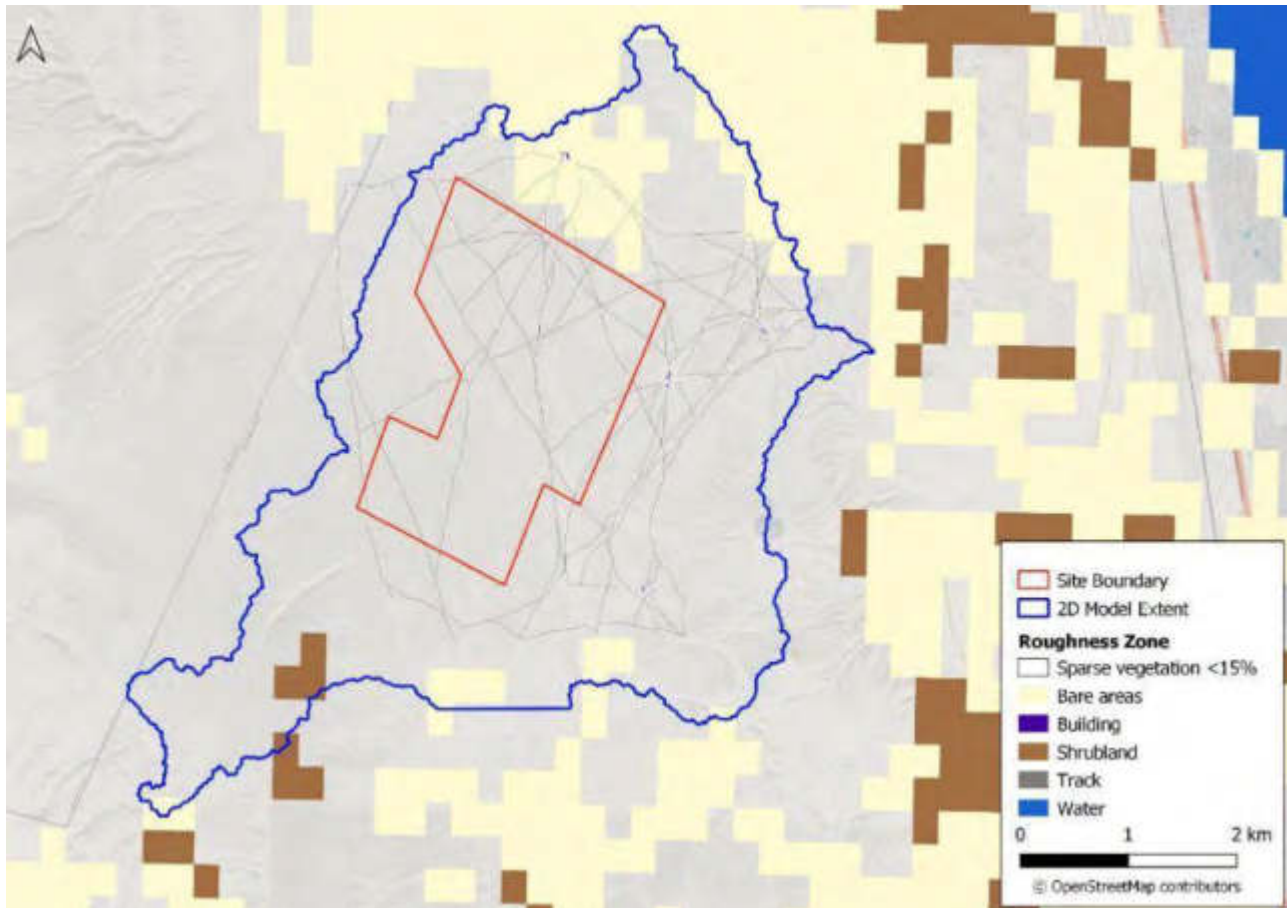 Site Boundary
2D Model Extent
Roughness Zone
Sparse vegetation <15%
Bare areas
Building
Shrubland
Track
Water
0 1 2 km
© OpenStreetMap contributors